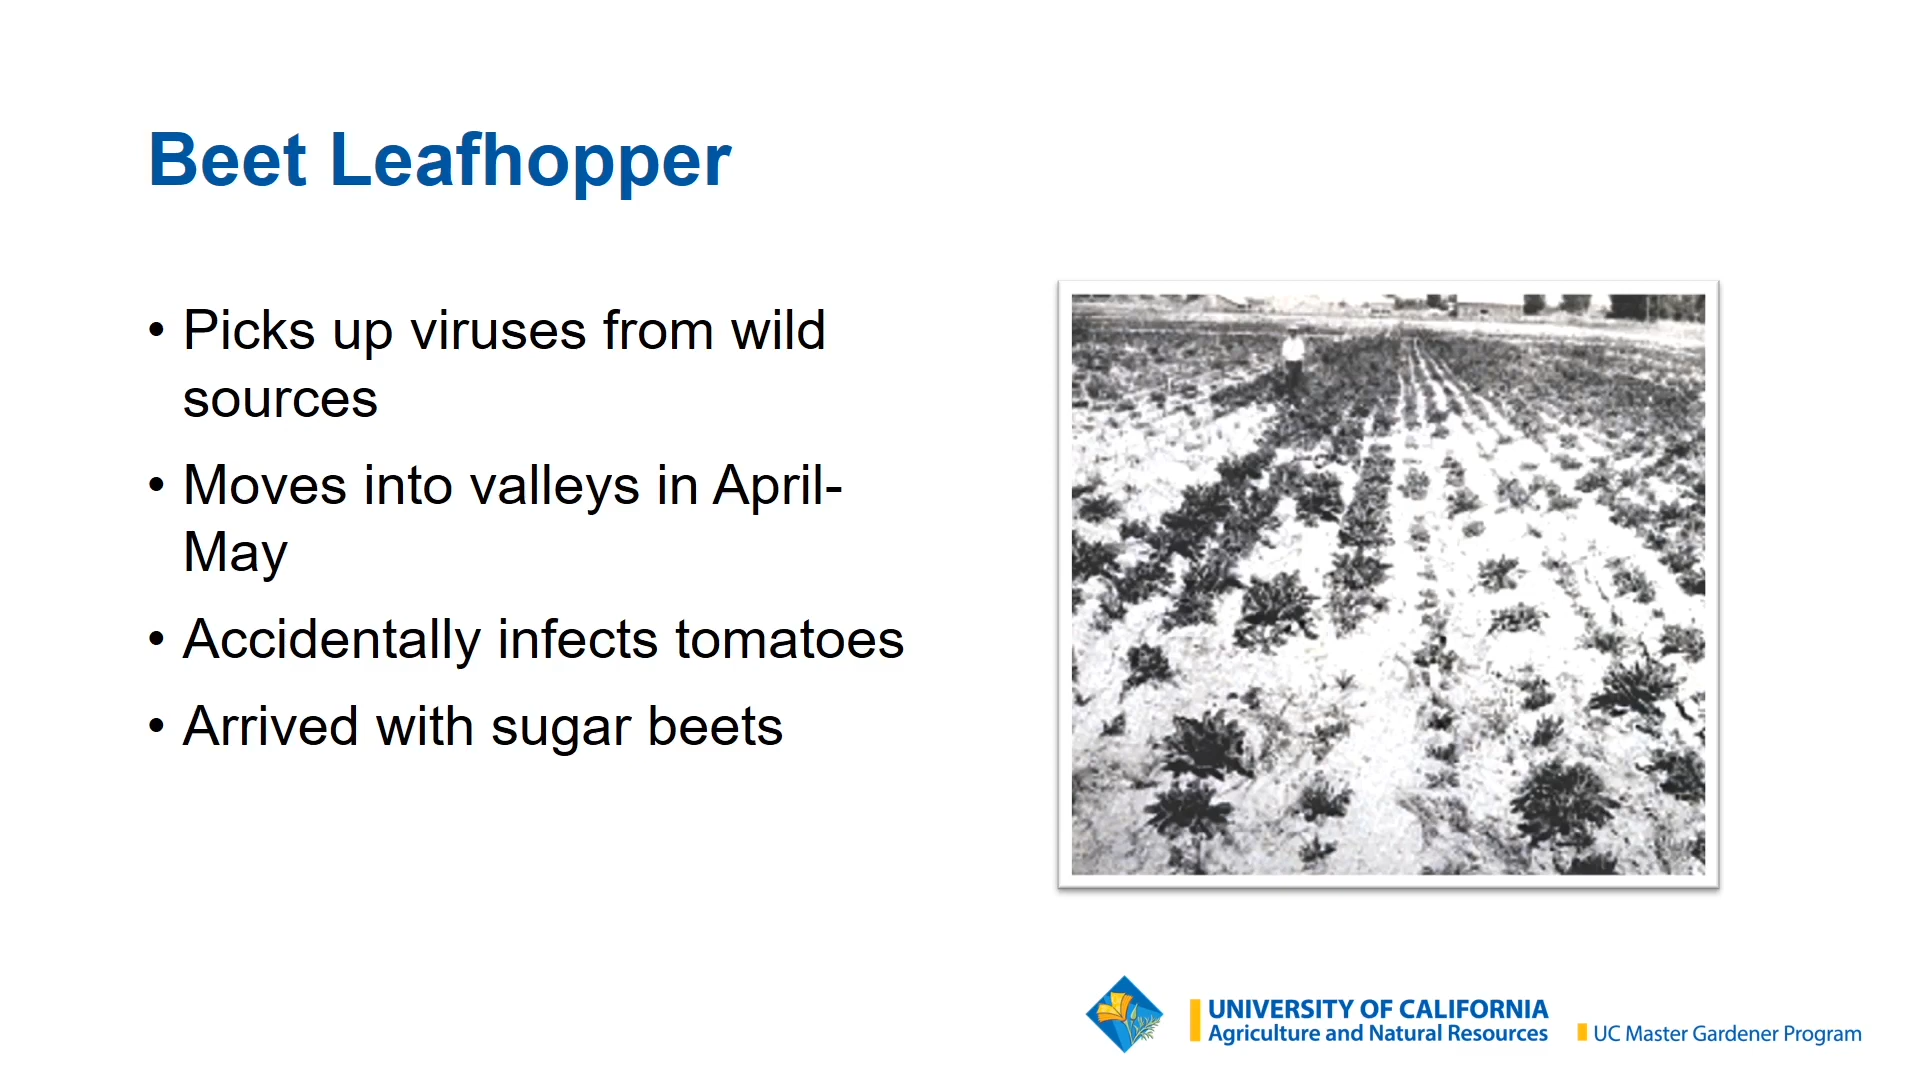 Beet Leafhopper
• Picks up viruses from wild
sources
• Moves into valleys in April-
May
• Accidentally infects tomatoes
• Arrived with sugar beets
UNIVERSITY OF CALIFORNIA
Agriculture and Natural Resources
UC Master Gardener Program